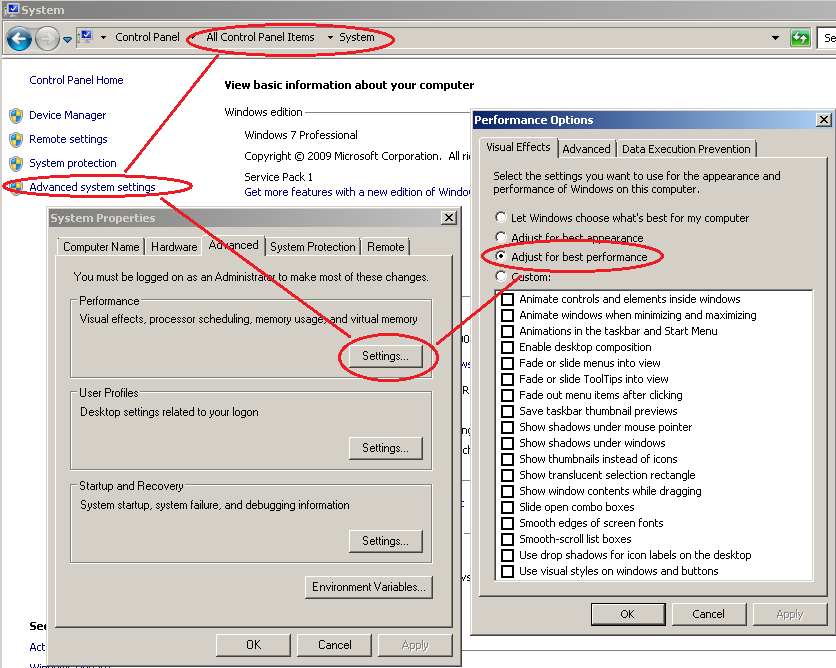 System
Control Panel
All Control Panel Items
System
Se
Control Panel Home
Device Manager
Remote settings
System protection
Advanced system settings
View basic information about your computer
Windows edition
Windows 7 Professional
Copyright © 2009 Microsoft Corporation. All ri
Service Pack 1
Get more features with a new edition of Windo
System Properties
Computer Name
Hardware
Advanced
System Protection
Remote
You must be logged on as an Administrator to make most of these changes.
Performance
Visual effects, processor scheduling, memory usage, and virtual memory
Settings...
User Profiles
Desktop settings related to your logon
Settings...
Startup and Recovery
System startup, system failure, and debugging information
Settings...
Environment Variables...
OK
Cancel
Apply
Performance Options
Visual Effects
Advanced
Data Execution Prevention
Select the settings you want to use for the appearance and
performance of Windows on this computer.
Let Windows choose what's best for my computer
Adjust for best appearance
Adjust for best performance
Custom:
Animate controls and elements inside windows
Animate windows when minimizing and maximizing
Animations in the taskbar and Start Menu
Enable desktop composition
Fade or slide menus into view
Fade or slide ToolTips into view
Fade out menu items after clicking
Save taskbar thumbnail previews
Show shadows under mouse pointer
Show shadows under windows
Show thumbnails instead of icons
Show translucent selection rectangle
Show window contents while dragging
Slide open combo boxes
Smooth edges of screen fonts
Smooth-scroll list boxes
Use drop shadows for icon labels on the desktop
Use visual styles on windows and buttons
OK
Cancel
Apply
Se
Act